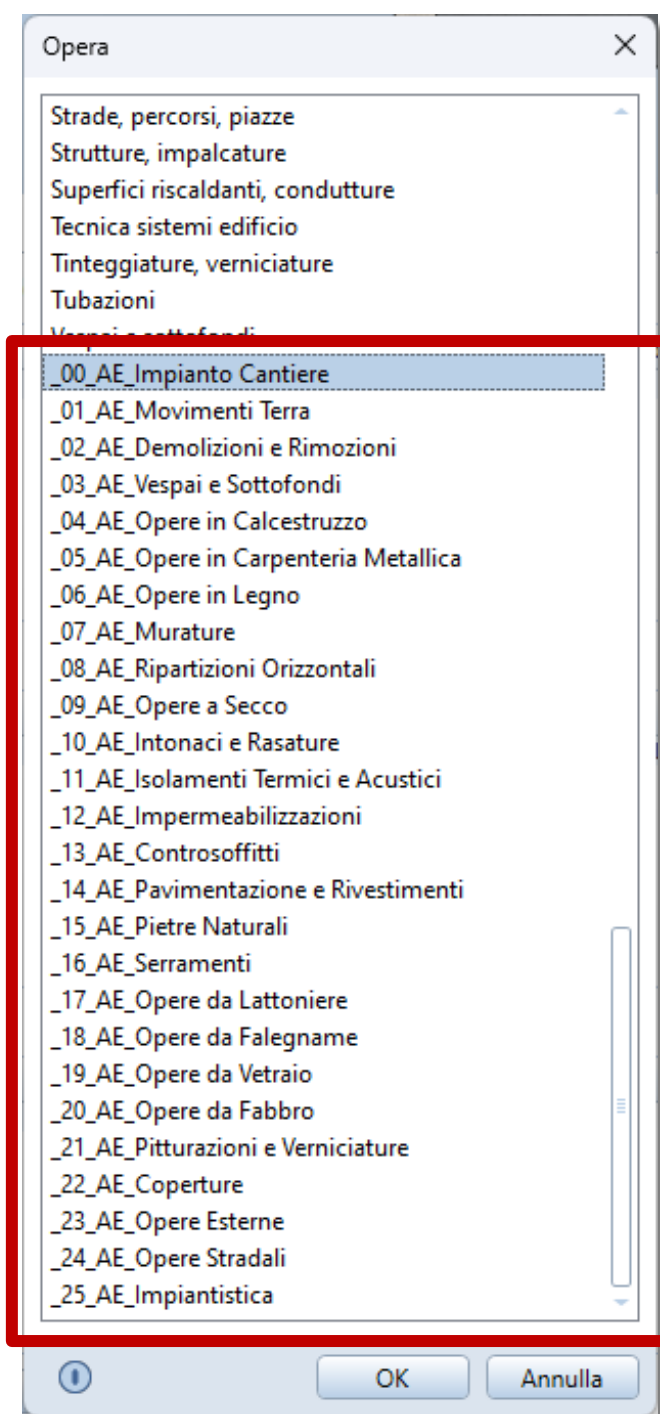 Opera
Strade, percorsi, piazze
Strutture, impalcature
Superfici riscaldanti, condutture
Tecnica sistemi edificio
Tinteggiature, verniciature
Tubazioni
Vespai e sottofondi
_00_AE_Impianto Cantiere
_01_AE_Movimenti Terra
_02_AE_Demolizioni e Rimozioni
_03_AE_Vespai e Sottofondi
_04_AE_Opere in Calcestruzzo
_05_AE_Opere in Carpenteria Metallica
_06_AE_Opere in Legno
_07_AE_Murature
_08_AE_Ripartizioni Orizzontali
_09_AE_Opere a Secco
_10_AE_Intonaci e Rasature
_11_AE_Isolamenti Termici e Acustici
_12_AE_Impermeabilizzazioni
_13_AE_Controsoffitti
_14_AE_Pavimentazione e Rivestimenti
_15_AE_Pietre Naturali
_16_AE_Serramenti
_17_AE_Opere da Lattoniere
_18_AE_Opere da Falegname
_19_AE_Opere da Vetraio
_20_AE_Opere da Fabbro
_21_AE_Pitturazioni e Verniciature
_22_AE_Coperture
_23_AE_Opere Esterne
_24_AE_Opere Stradali
_25_AE_Impiantistica
OK Annulla